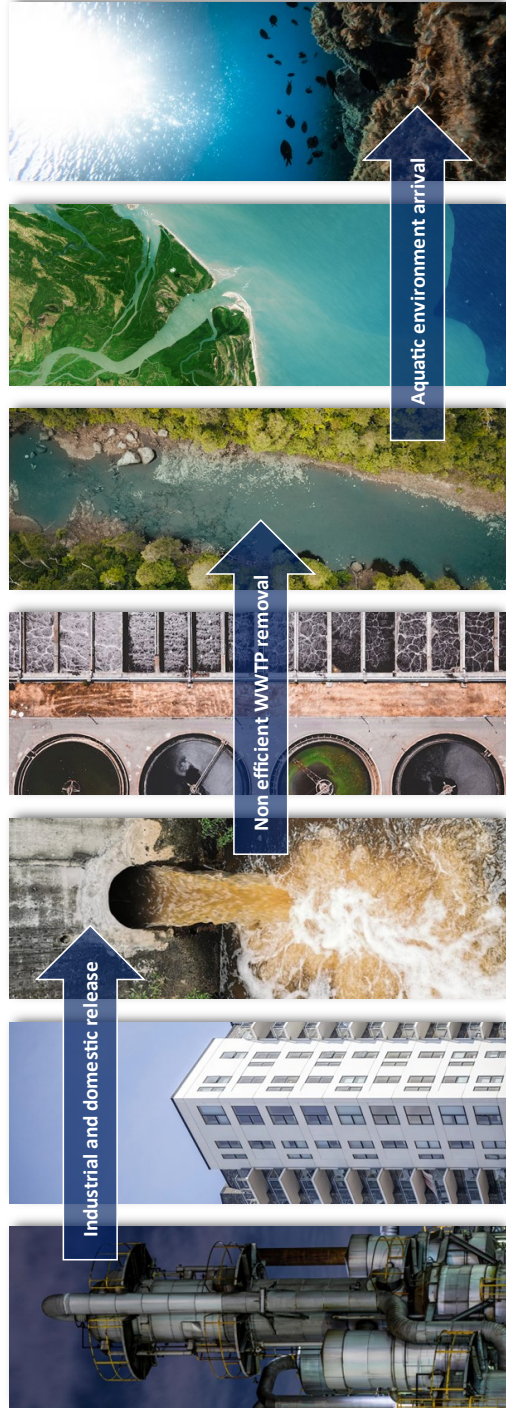 Industrial and domestic release
Non efficient WWTP removal
Aquatic environment arrival